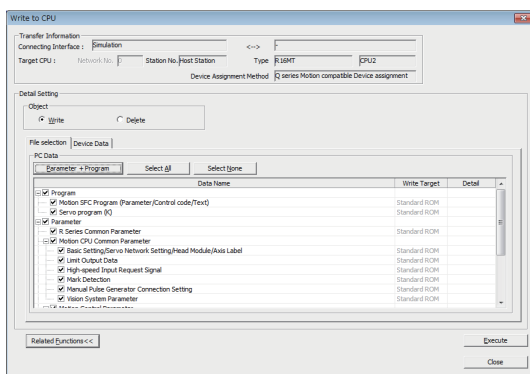 Write to CPU
Transfer Information
Connecting Interface : Simulation <--> -
Target CPU : Network No. 0 Station No. Host Station Type R16MT CPU2
Device Assignment Method Q series Motion compatible Device assignment
Detail Setting
Object
Write Delete
File selection Device Data
PC Data
Parameter + Program Select All Select None
Data Name Write Target Detail
Program
Motion SFC Program (Parameter/Control code/Text) Standard ROM
Servo program (K) Standard ROM
Parameter
R Series Common Parameter Standard ROM
Motion CPU Common Parameter
Basic Setting/Servo Network Setting/Head Module/Axis Label Standard ROM
Limit Output Data Standard ROM
High-speed Input Request Signal Standard ROM
Mark Detection Standard ROM
Manual Pulse Generator Connection Setting Standard ROM
Vision System Parameter Standard ROM
Motion Control Parameter
Related Functions<< Execute
Close